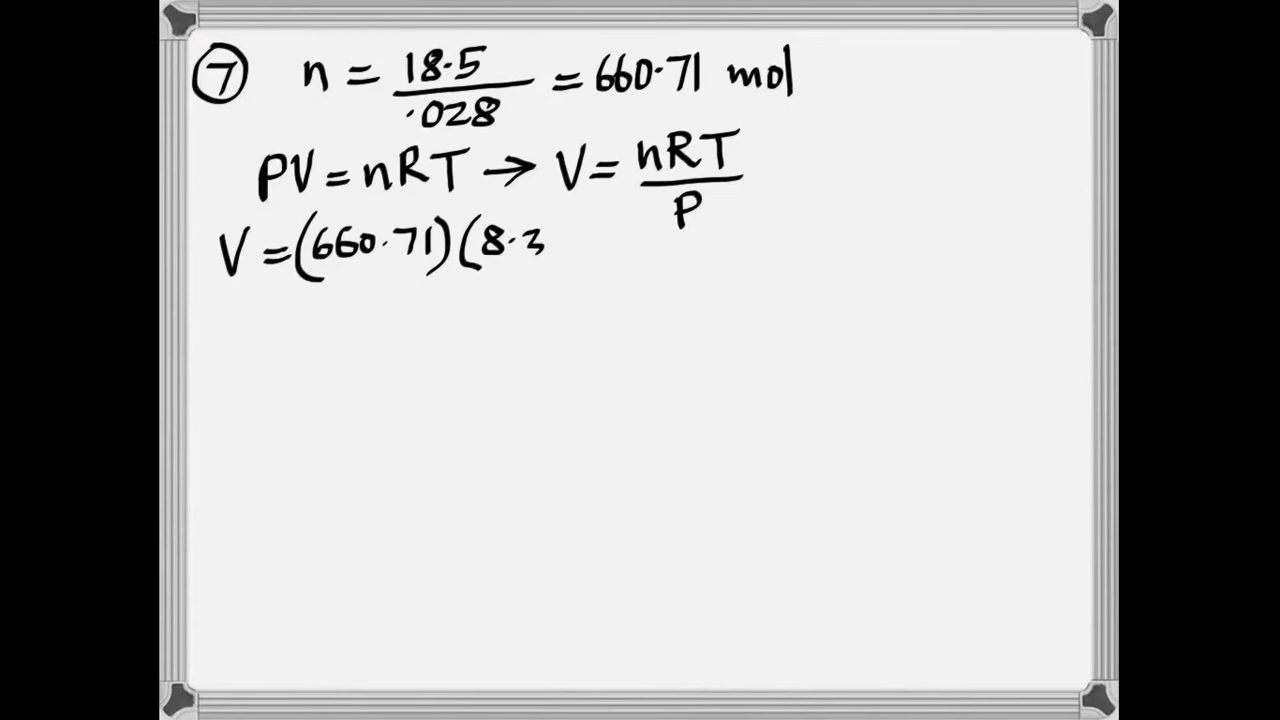 ⑦ n = 18.5/.028 = 660.71 mol
PV = nRT → V = nRT/P
V = (660.71)(8.3